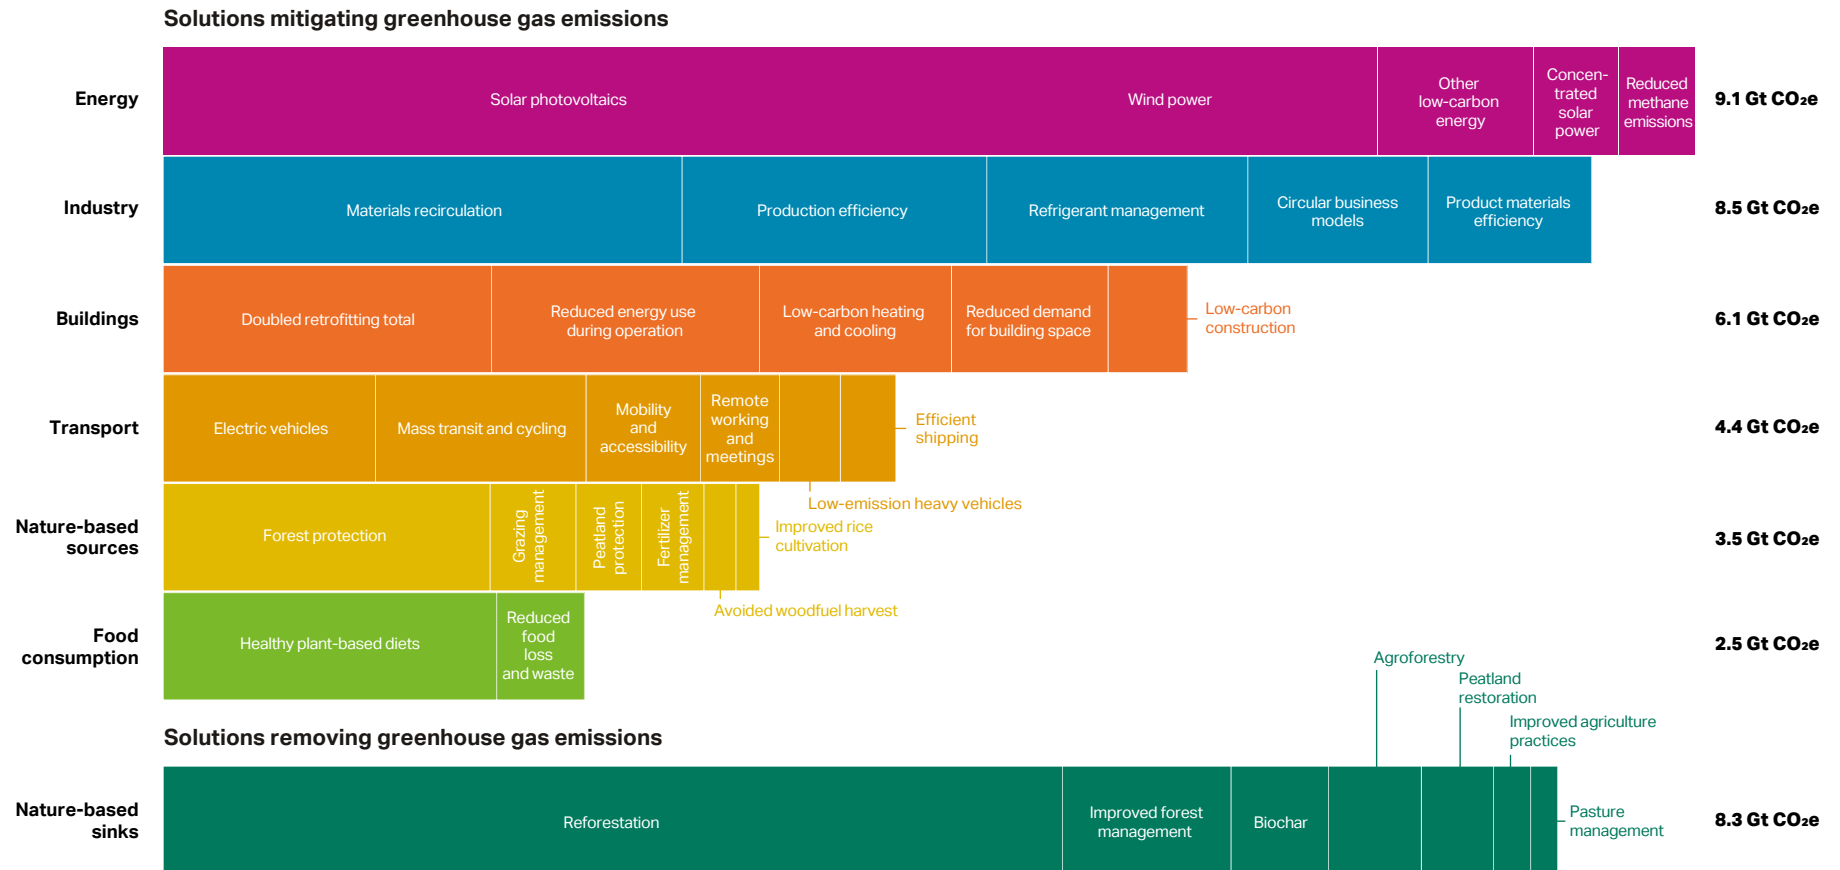 Solutions mitigating greenhouse gas emissions
Energy
Solar photovoltaics
Wind power
Other
low-carbon
energy
Concen-
trated
solar
power
Reduced
methane
emissions
9.1 Gt CO₂e
Industry
Materials recirculation
Production efficiency
Refrigerant management
Circular business
models
Product materials
efficiency
8.5 Gt CO₂e
Buildings
Doubled retrofitting total
Reduced energy use
during operation
Low-carbon heating
and cooling
Reduced demand
for building space
Low-carbon
construction
6.1 Gt CO₂e
Transport
Electric vehicles
Mass transit and cycling
Mobility
and
accessibility
Remote
working
and
meetings
Efficient
shipping
Low-emission heavy vehicles
4.4 Gt CO₂e
Nature-based
sources
Forest protection
Grazing
management
Peatland
protection
Fertilizer
management
Improved rice
cultivation
Avoided woodfuel harvest
3.5 Gt CO₂e
Food
consumption
Healthy plant-based diets
Reduced
food
loss
and waste
2.5 Gt CO₂e
Solutions removing greenhouse gas emissions
Nature-based
sinks
Reforestation
Improved forest
management
Biochar
Agroforestry
Peatland
restoration
Improved agriculture
practices
Pasture
management
8.3 Gt CO₂e